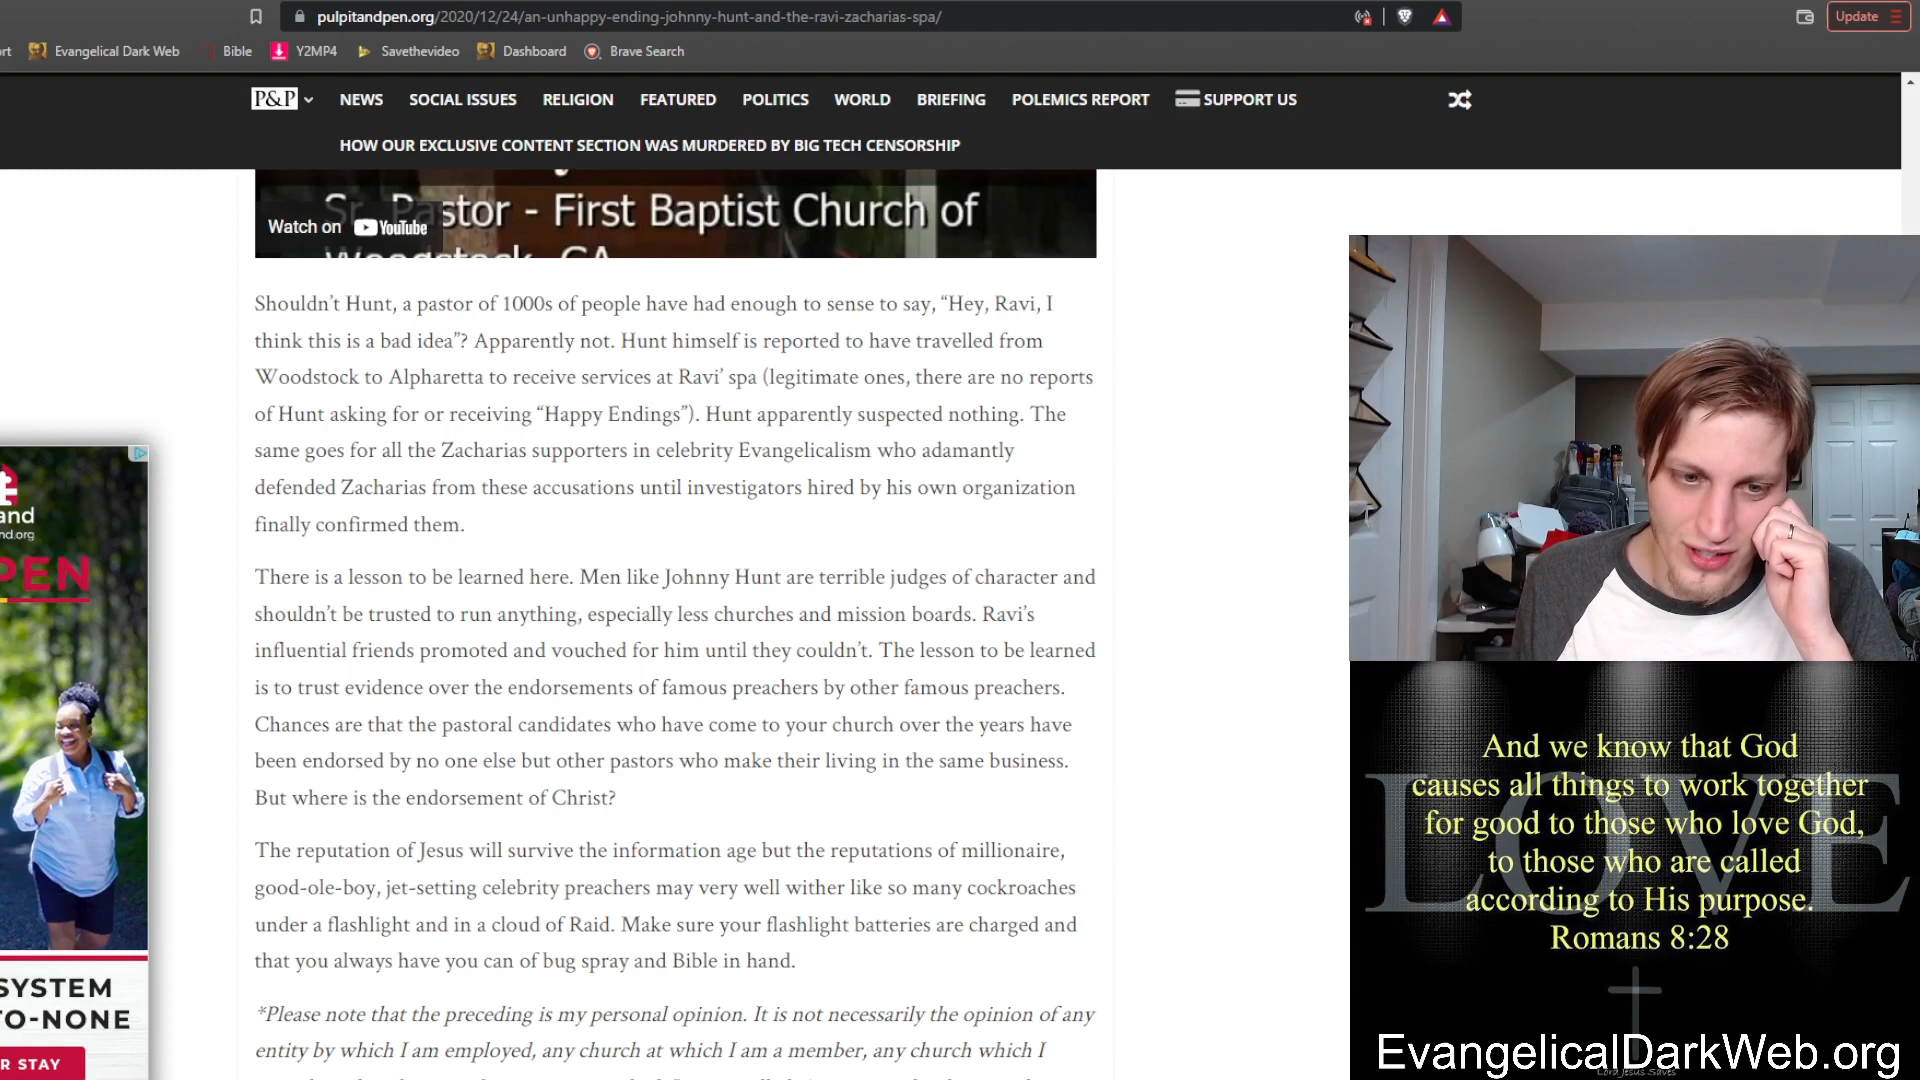 pulpitandpen.org/2020/12/24/an-unhappy-ending-johnny-hunt-and-the-ravi-zacharias-spa/
Update
rt Evangelical Dark Web Bible Y2MP4 Savethevideo Dashboard Brave Search
P&P NEWS SOCIAL ISSUES RELIGION FEATURED POLITICS WORLD BRIEFING POLEMICS REPORT SUPPORT US
HOW OUR EXCLUSIVE CONTENT SECTION WAS MURDERED BY BIG TECH CENSORSHIP
Sr. Pastor - First Baptist Church of
Watch on YouTube
Woodstock, GA
Shouldn’t Hunt, a pastor of 1000s of people have had enough to sense to say, “Hey, Ravi, I
think this is a bad idea”? Apparently not. Hunt himself is reported to have travelled from
Woodstock to Alpharetta to receive services at Ravi’ spa (legitimate ones, there are no reports
of Hunt asking for or receiving “Happy Endings”). Hunt apparently suspected nothing. The
same goes for all the Zacharias supporters in celebrity Evangelicalism who adamantly
defended Zacharias from these accusations until investigators hired by his own organization
finally confirmed them.
There is a lesson to be learned here. Men like Johnny Hunt are terrible judges of character and
shouldn’t be trusted to run anything, especially less churches and mission boards. Ravi’s
influential friends promoted and vouched for him until they couldn’t. The lesson to be learned
is to trust evidence over the endorsements of famous preachers by other famous preachers.
Chances are that the pastoral candidates who have come to your church over the years have
been endorsed by no one else but other pastors who make their living in the same business.
But where is the endorsement of Christ?
The reputation of Jesus will survive the information age but the reputations of millionaire,
good-ole-boy, jet-setting celebrity preachers may very well wither like so many cockroaches
under a flashlight and in a cloud of Raid. Make sure your flashlight batteries are charged and
that you always have you can of bug spray and Bible in hand.
*Please note that the preceding is my personal opinion. It is not necessarily the opinion of any
entity by which I am employed, any church at which I am a member, any church which I
and
nd.org
PEN
SYSTEM
TO-NONE
R STAY
LOVE
And we know that God
causes all things to work together
for good to those who love God,
to those who are called
according to His purpose.
Romans 8:28
EvangelicalDarkWeb.org
Lord Jesus Saves